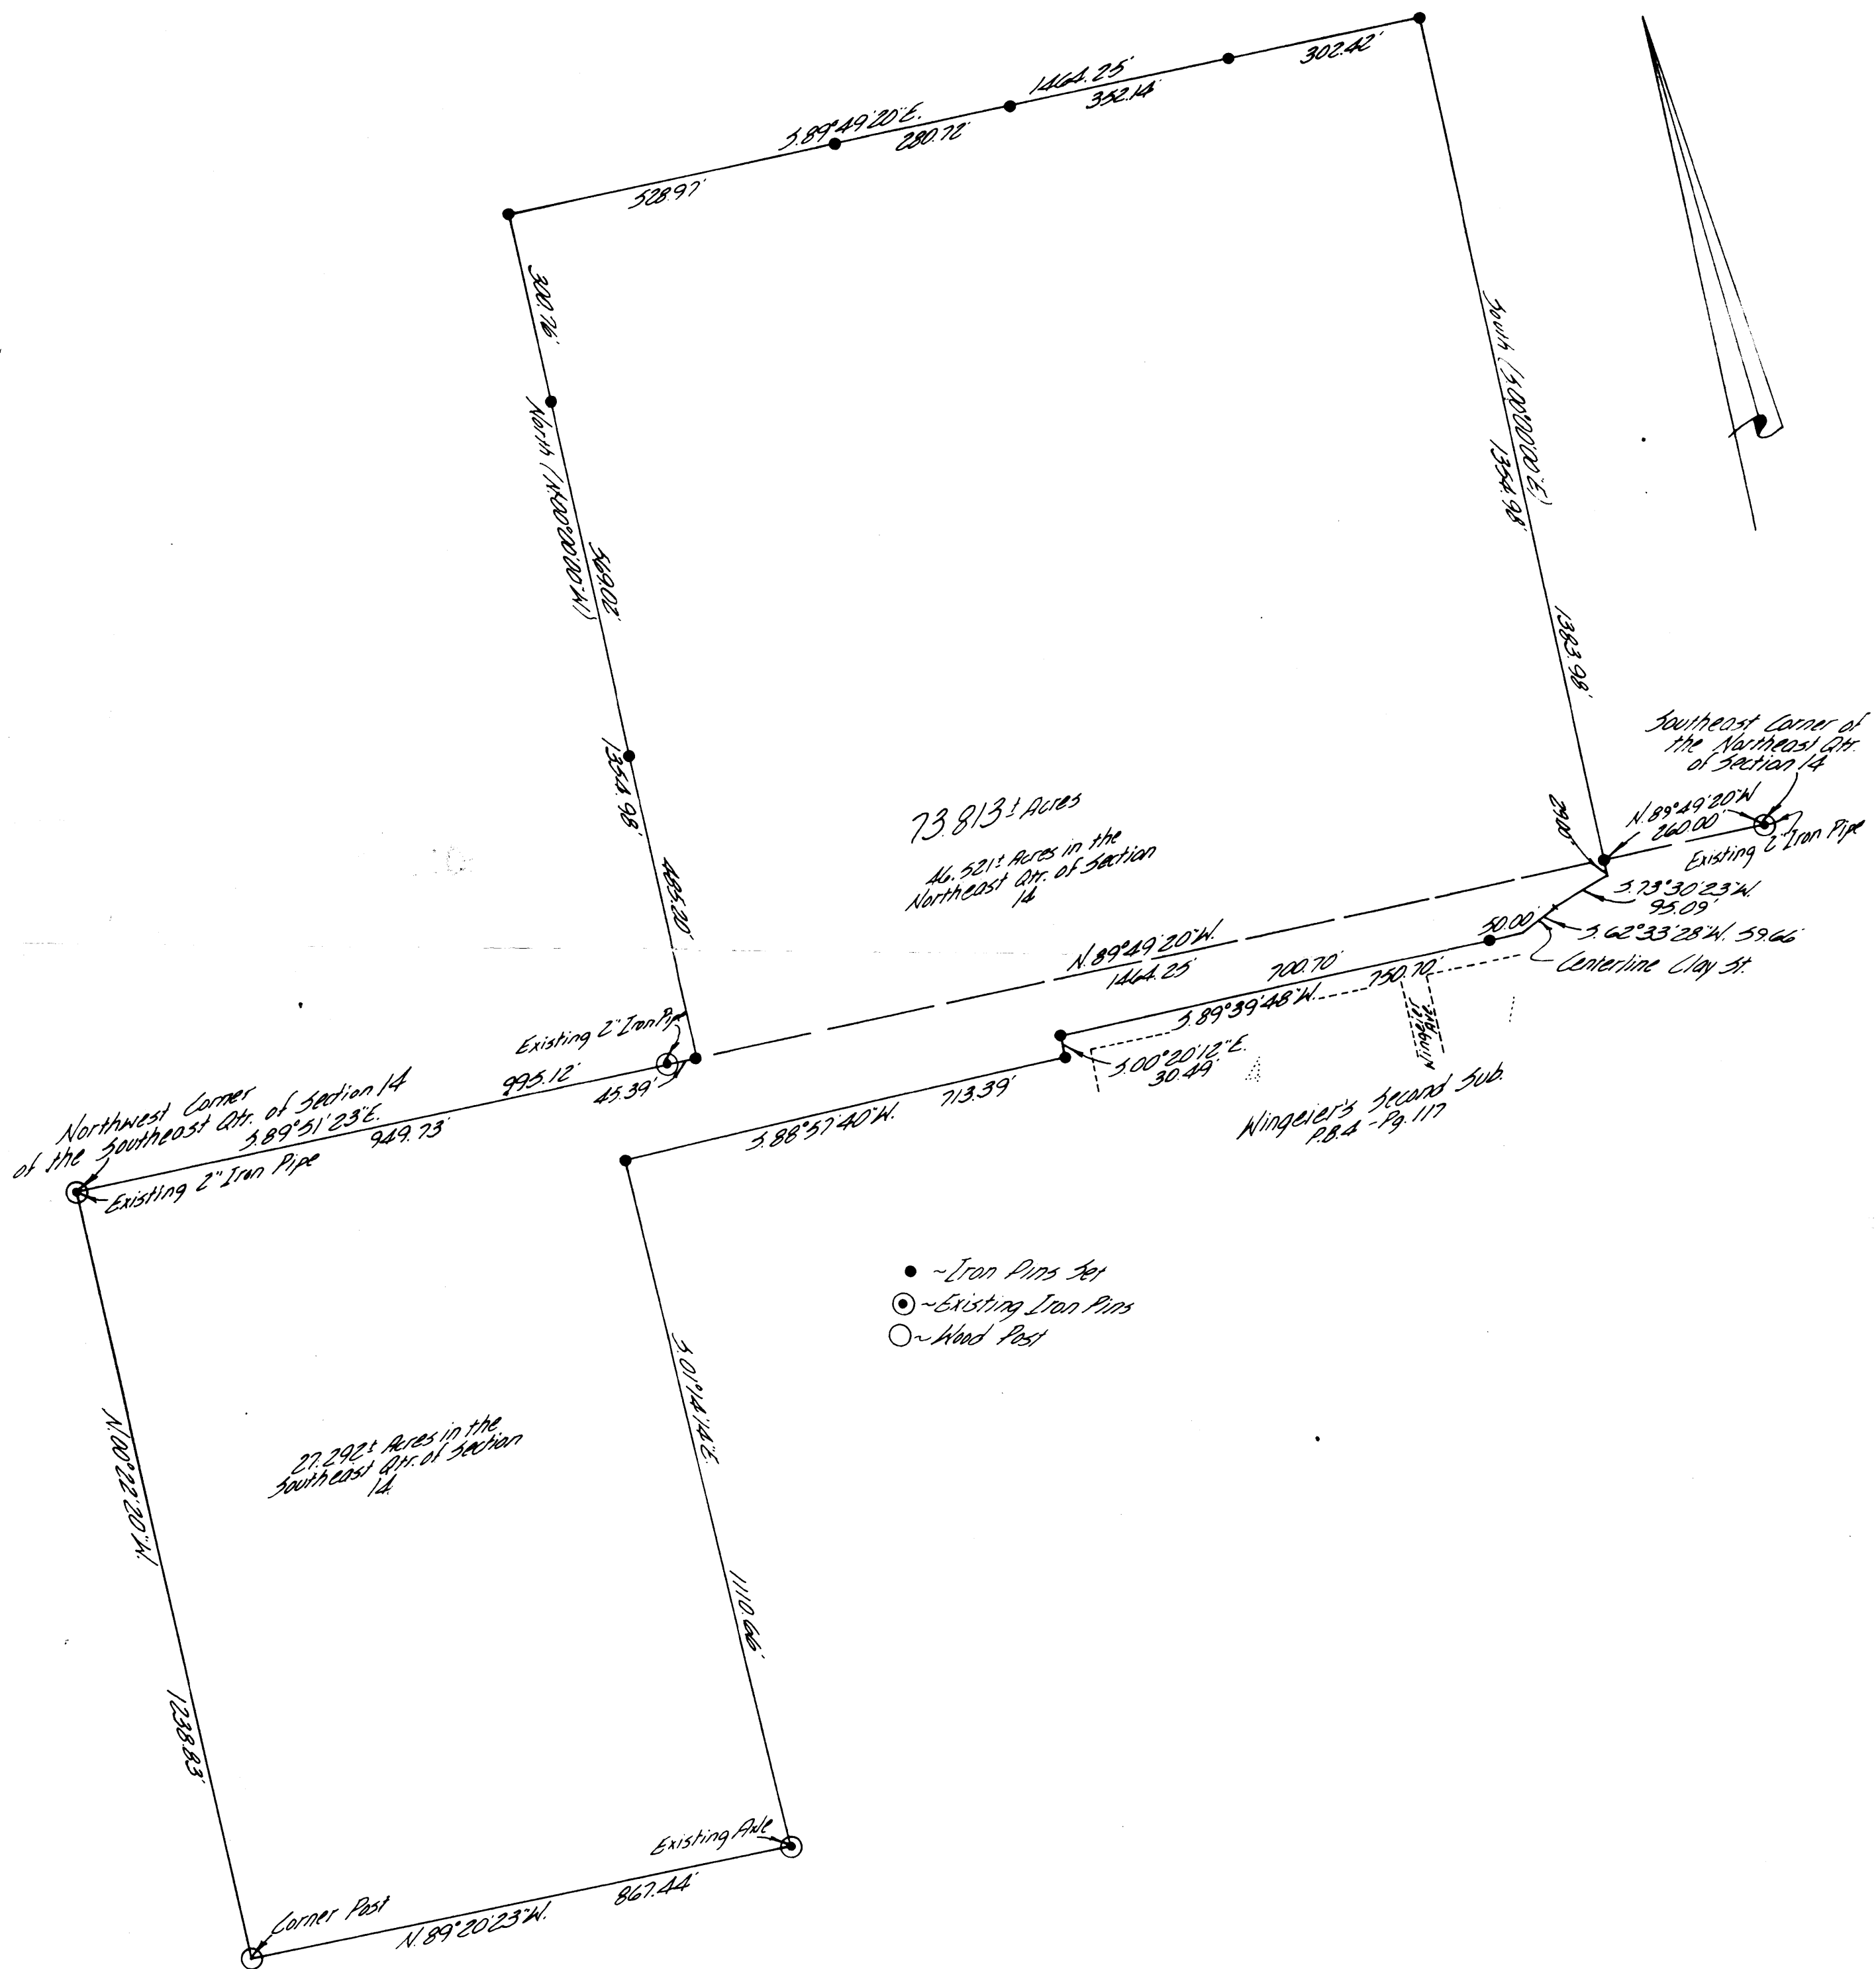 302.42'
1464.25'
352.14'
S.89°49'20"E.
280.72'
528.97'
300.76'
North (N.00°00'00"W)
569.02'
1354.98'
485.20'
South (S.00°00'00"E.)
1354.98'
1383.98'
29.00'
Southeast Corner of
the Northeast Qtr.
of Section 14
N.89°49'20"W
260.00'
Existing 2" Iron Pipe
S.73°30'23"W.
95.09'
S.62°33'28"W. 59.66'
Centerline Clay St.
50.00'
73.813± Acres
46.521± Acres in the
Northeast Qtr. of Section
14
N.89°49'20"W.
1464.25'
700.70'
750.70'
S.89°39'48"W.
Wingeier
Ave.
S.00°20'12"E.
30.49'
Wingeier's Second Sub.
P.B.4 - Pg. 117
Existing 2" Iron Pipe
995.12'
45.39'
Northwest Corner
of the Southeast Qtr. of Section 14
S.89°51'23"E.
949.73'
Existing 2" Iron Pipe
713.39'
S.88°57'40"W.
~Iron Pins Set
~Existing Iron Pins
~Wood Post
S.01°14'14"E.
1110.66'
N.00°22'20"W.
1238.83'
27.292± Acres in the
Southeast Qtr. of Section
14
Existing Axle
867.44'
N.89°20'23"W.
Corner Post